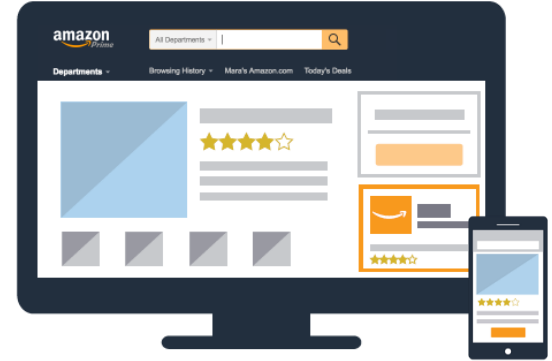 amazon
Prime
All Departments
Departments
Browsing History
Mara's Amazon.com
Today's Deals